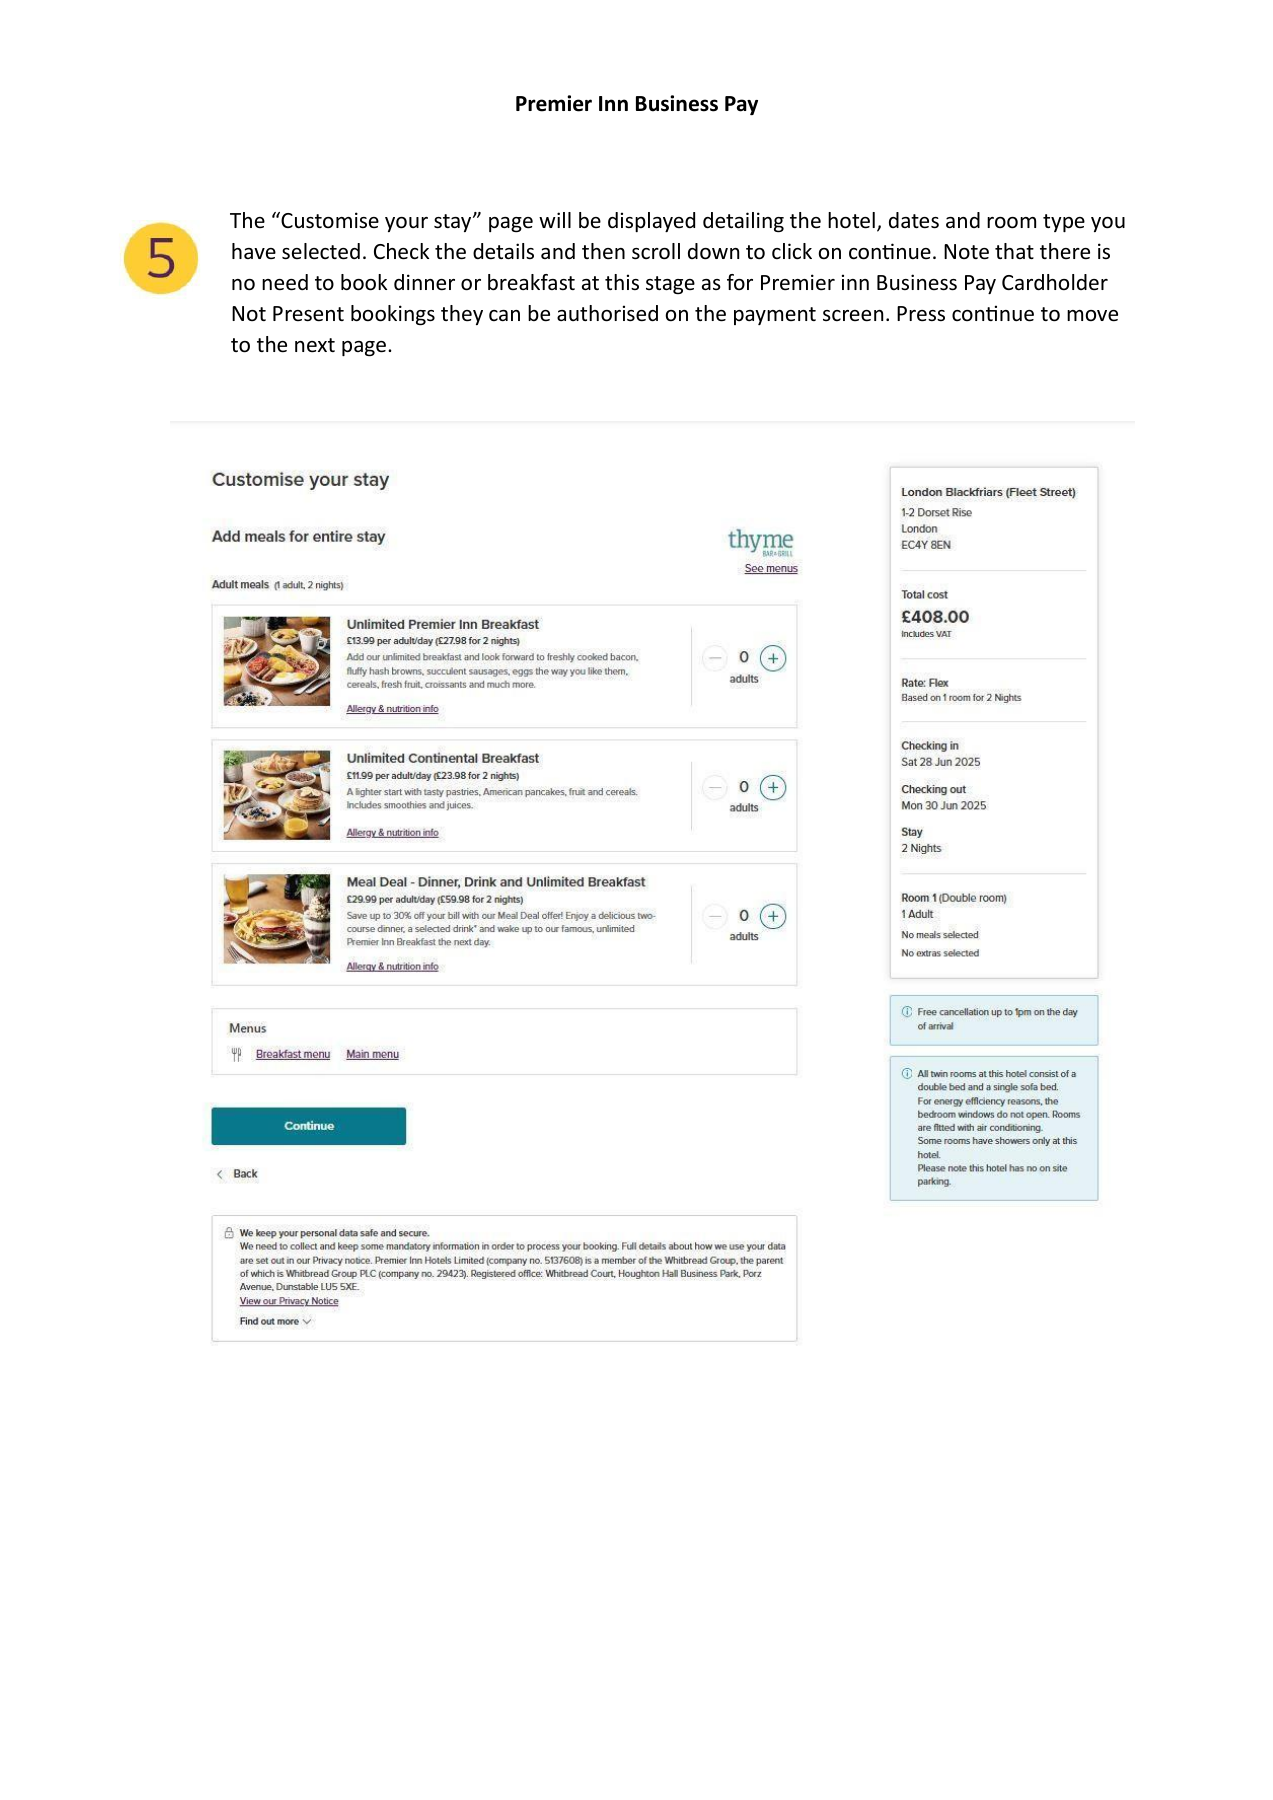 Premier Inn Business Pay
5
The “Customise your stay” page will be displayed detailing the hotel, dates and room type you
have selected. Check the details and then scroll down to click on continue. Note that there is
no need to book dinner or breakfast at this stage as for Premier inn Business Pay Cardholder
Not Present bookings they can be authorised on the payment screen. Press continue to move
to the next page.
Customise your stay
Add meals for entire stay
thyme
BAR+GRILL
See menus
Adult meals (1 adult, 2 nights)
Unlimited Premier Inn Breakfast
£13.99 per adult/day (£27.98 for 2 nights)
Add our unlimited breakfast and look forward to freshly cooked bacon,
fluffy hash browns, succulent sausages, eggs the way you like them,
cereals, fresh fruit, croissants and much more.
Allergy & nutrition info
0
adults
Unlimited Continental Breakfast
£11.99 per adult/day (£23.98 for 2 nights)
A lighter start with tasty pastries, American pancakes, fruit and cereals.
Includes smoothies and juices.
Allergy & nutrition info
0
adults
Meal Deal - Dinner, Drink and Unlimited Breakfast
£29.99 per adult/day (£59.98 for 2 nights)
Save up to 30% off your bill with our Meal Deal offer! Enjoy a delicious two-
course dinner, a selected drink* and wake up to our famous, unlimited
Premier Inn Breakfast the next day.
Allergy & nutrition info
0
adults
Menus
Breakfast menu Main menu
Continue
< Back
We keep your personal data safe and secure.
We need to collect and keep some mandatory information in order to process your booking. Full details about how we use your data
are set out in our Privacy notice. Premier Inn Hotels Limited (company no. 5137608) is a member of the Whitbread Group, the parent
of which is Whitbread Group PLC (company no. 29423). Registered office: Whitbread Court, Houghton Hall Business Park, Porz
Avenue, Dunstable LU5 5XE.
View our Privacy Notice
Find out more
London Blackfriars (Fleet Street)
1-2 Dorset Rise
London
EC4Y 8EN
Total cost
£408.00
Includes VAT
Rate: Flex
Based on 1 room for 2 Nights
Checking in
Sat 28 Jun 2025
Checking out
Mon 30 Jun 2025
Stay
2 Nights
Room 1 (Double room)
1 Adult
No meals selected
No extras selected
Free cancellation up to 1pm on the day
of arrival
All twin rooms at this hotel consist of a
double bed and a single sofa bed.
For energy efficiency reasons, the
bedroom windows do not open. Rooms
are fitted with air conditioning.
Some rooms have showers only at this
hotel.
Please note this hotel has no on site
parking.